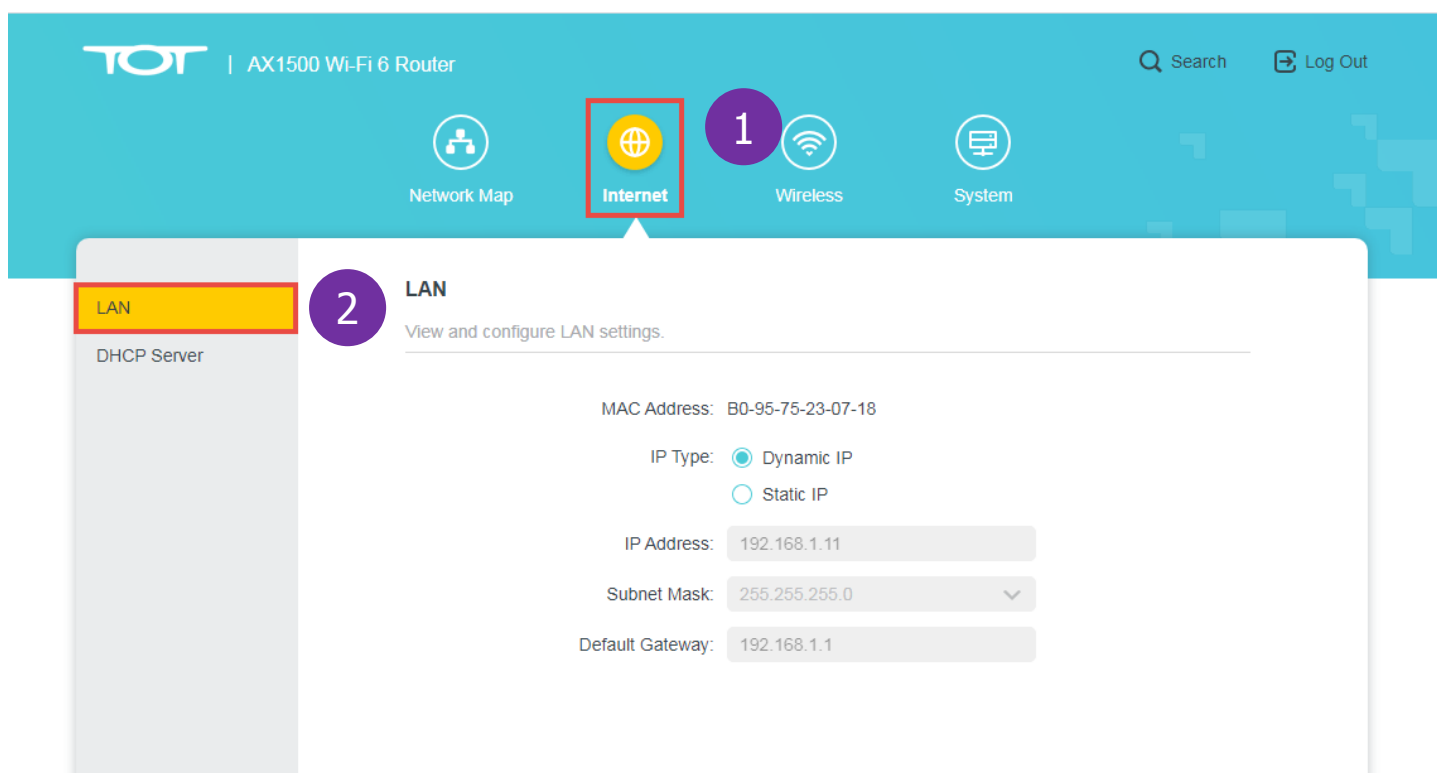 TOT | AX1500 Wi-Fi 6 Router Search Log Out
1
Network Map Internet Wireless System
LAN
DHCP Server
2
LAN
View and configure LAN settings.
MAC Address: B0-95-75-23-07-18
IP Type: Dynamic IP
Static IP
IP Address: 192.168.1.11
Subnet Mask: 255.255.255.0
Default Gateway: 192.168.1.1